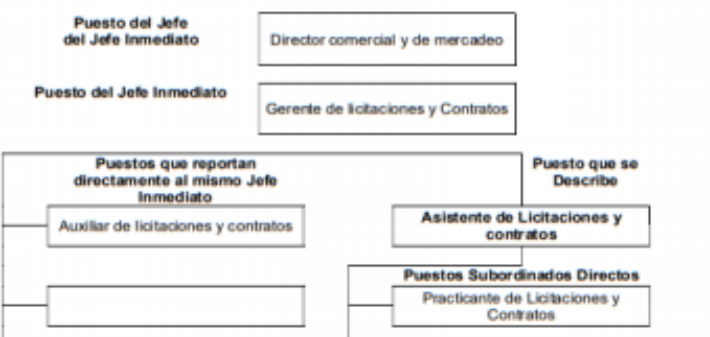 Puesto del Jefe
del Jefe Inmediato
Director comercial y de mercadeo
Puesto del Jefe Inmediato
Gerente de licitaciones y Contratos
Puestos que reportan
directamente al mismo Jefe
Inmediato
Puesto que se
Describe
Auxiliar de licitaciones y contratos
Asistente de Licitaciones y
contratos
Puestos Subordinados Directos
Practicante de Licitaciones y
Contratos